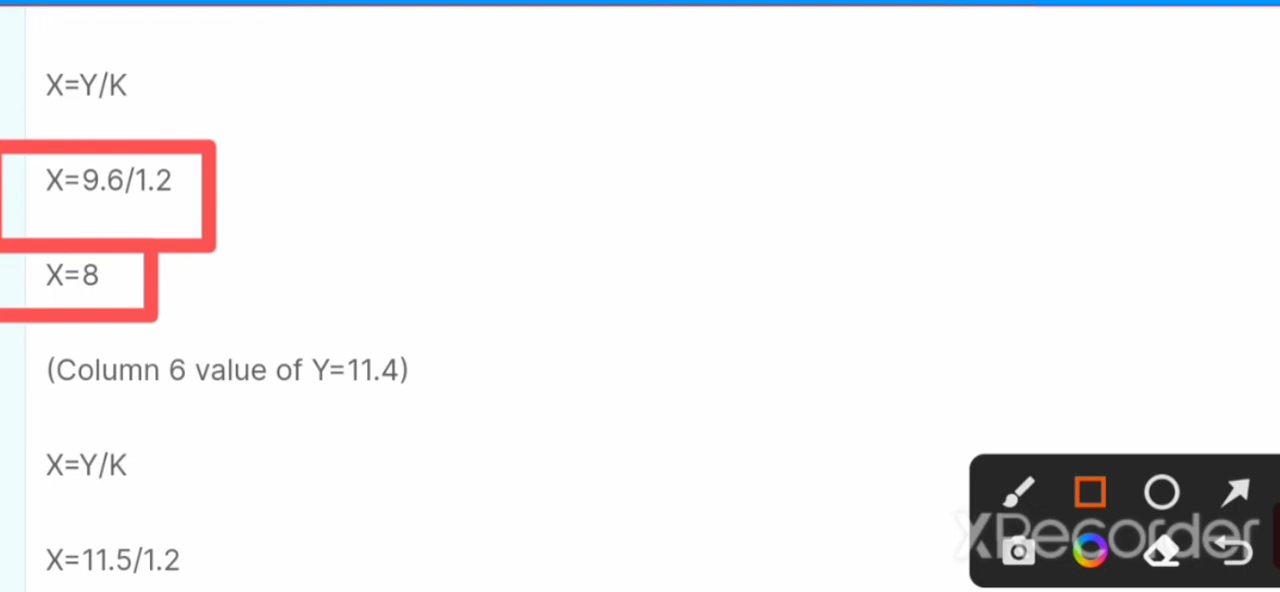 X=Y/K
X=9.6/1.2
X=8
(Column 6 value of Y=11.4)
X=Y/K
X=11.5/1.2
XRecorder